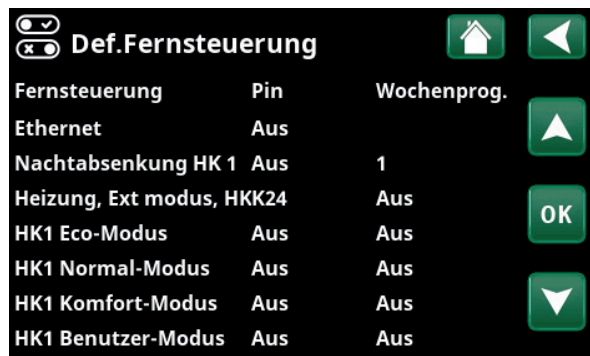 Def.Fernsteuerung
Fernsteuerung Pin Wochenprog.
Ethernet Aus
Nachtabsenkung HK 1 Aus 1
Heizung, Ext modus, HKK24 Aus
OK
HK1 Eco-Modus Aus Aus
HK1 Normal-Modus Aus Aus
HK1 Komfort-Modus Aus Aus
HK1 Benutzer-Modus Aus Aus